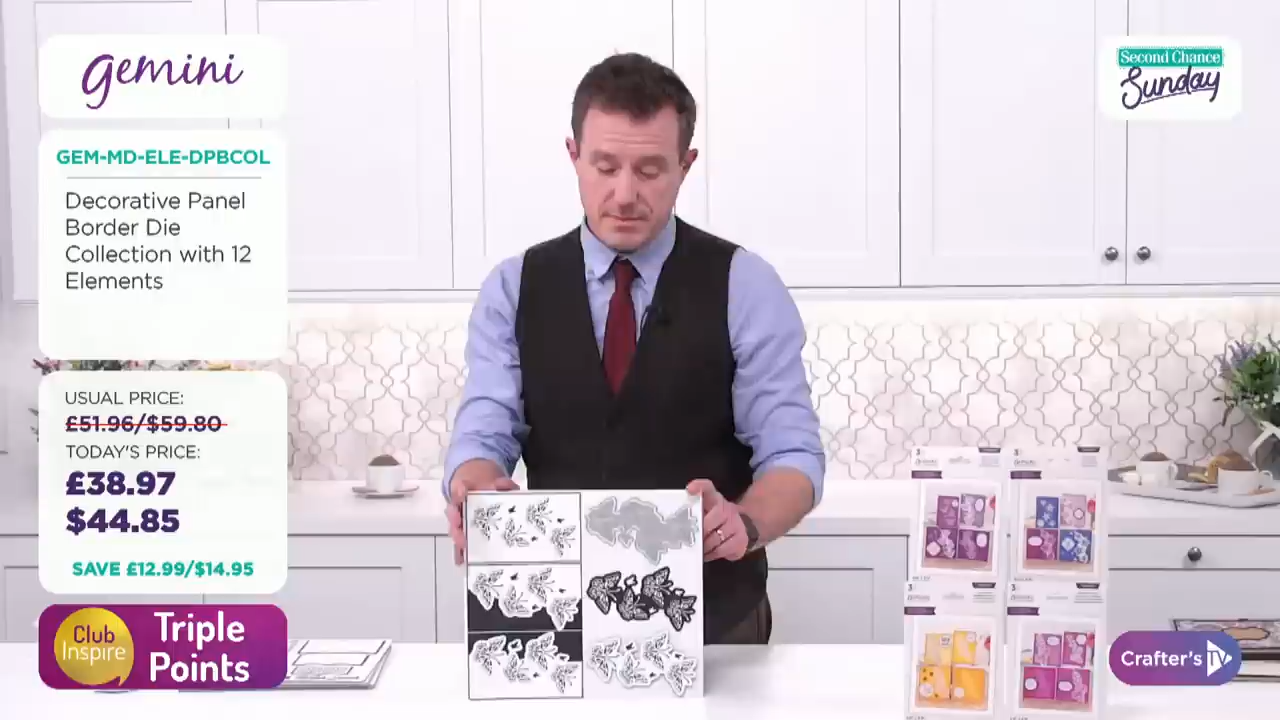 gemini
GEM-MD-ELE-DPBCOL
Decorative Panel
Border Die
Collection with 12
Elements
USUAL PRICE:
£51.96/$59.80
TODAY'S PRICE:
£38.97
$44.85
SAVE £12.99/$14.95
Club
Inspire
Triple
Points
Second Chance
Sunday
Crafter's TV